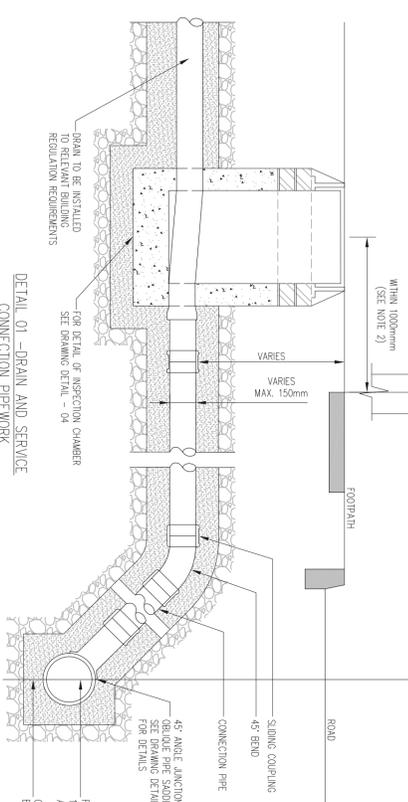 WITHIN 1000mmm
(SEE NOTE 2)
FOOTPATH
ROAD
VARIES
VARIES
MAX. 150mm
SLIDING COUPLING
45° BEND
CONNECTION PIPE
45° ANGLE JUNCTION
OBLIQUE PIPE SADD
SEE DRAWING DETAIL
FOR DETAILS
DRAIN TO BE INSTALLED
TO RELEVANT BUILDING
REGULATION REQUIREMENTS
FOR DETAIL OF INSPECTION CHAMBER
SEE DRAWING DETAIL - 04
DETAIL 01 -DRAIN AND SERVICE
CONNECTION PIPEWORK